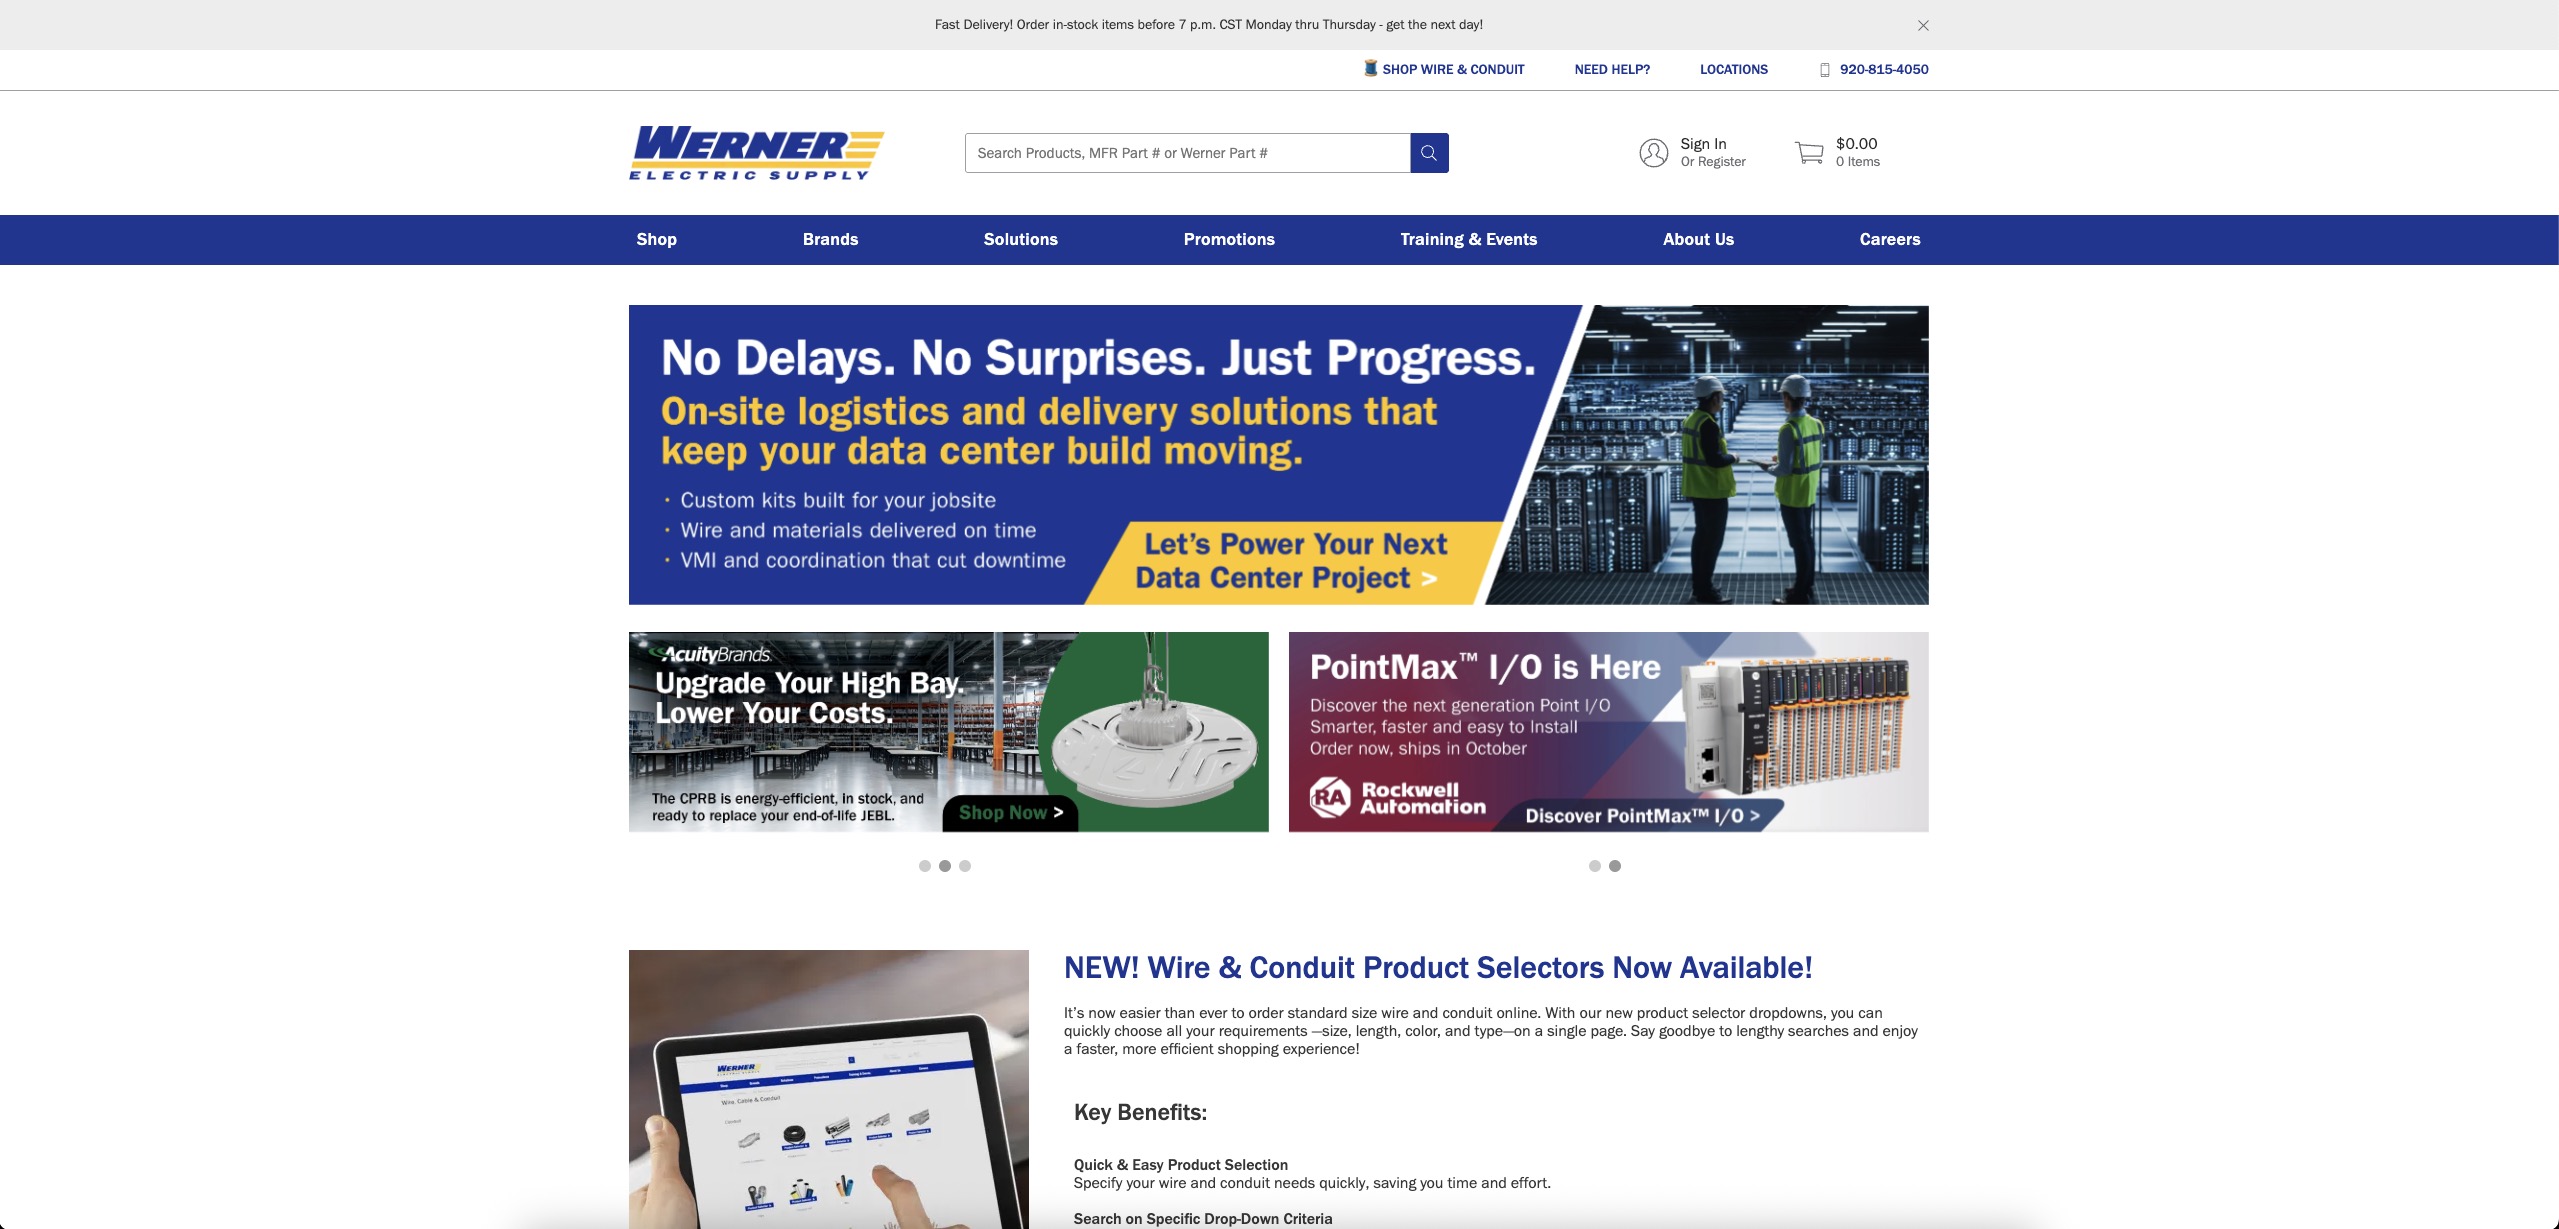 Fast Delivery! Order in-stock items before 7 p.m. CST Monday thru Thursday - get the next day!
SHOP WIRE & CONDUIT
NEED HELP?
LOCATIONS
920-815-4050
WERNER
ELECTRIC SUPPLY
Search Products, MFR Part # or Werner Part #
Sign In
Or Register
$0.00
0 Items
Shop
Brands
Solutions
Promotions
Training & Events
About Us
Careers
No Delays. No Surprises. Just Progress.
On-site logistics and delivery solutions that
keep your data center build moving.
• Custom kits built for your jobsite
• Wire and materials delivered on time
• VMI and coordination that cut downtime
Let's Power Your Next
Data Center Project >
AcuityBrands.
Upgrade Your High Bay.
Lower Your Costs.
The CPRB is energy-efficient, in stock, and
ready to replace your end-of-life JEBL.
Shop Now >
PointMax™ I/O is Here
Discover the next generation Point I/O
Smarter, faster and easy to Install
Order now, ships in October
RA
Rockwell
Automation
Discover PointMax™ I/O >
WERNER
Wire, Cable & Conduit
NEW! Wire & Conduit Product Selectors Now Available!
It's now easier than ever to order standard size wire and conduit online. With our new product selector dropdowns, you can
quickly choose all your requirements —size, length, color, and type—on a single page. Say goodbye to lengthy searches and enjoy
a faster, more efficient shopping experience!
Key Benefits:
Quick & Easy Product Selection
Specify your wire and conduit needs quickly, saving you time and effort.
Search on Specific Drop-Down Criteria